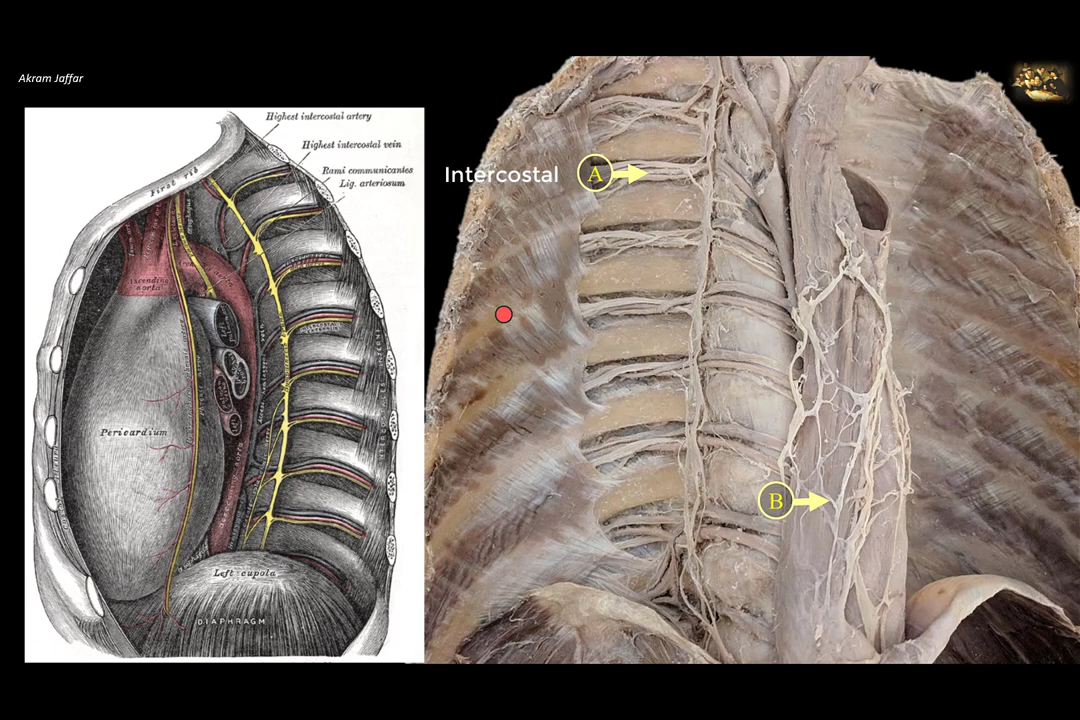 Akram Jaffar
Highest intercostal artery
Highest intercostal vein
Rami communicantes
Lig. arteriosum
First rib
Ascending
aorta
Pericardium
Left cupola
DIAPHRAGM
Intercostal
A
B